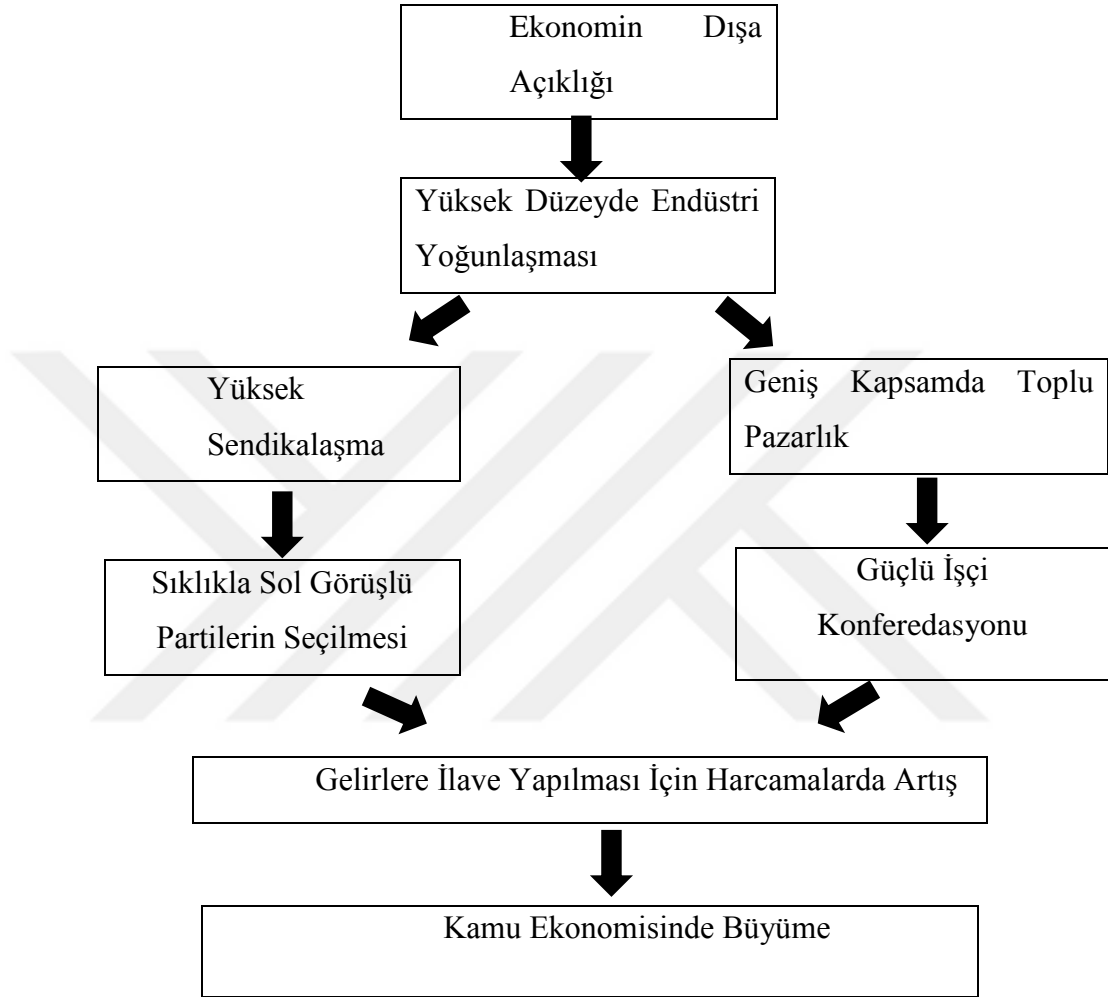 Ekonomin Dışa
Açıklığı
Yüksek Düzeyde Endüstri
Yoğunlaşması
Yüksek
Sendikalaşma
Geniş Kapsamda Toplu
Pazarlık
Sıklıkla Sol Görüşlü
Partilerin Seçilmesi
Güçlü İşçi
Konferedasyonu
Gelirlere İlave Yapılması İçin Harcamalarda Artış
Kamu Ekonomisinde Büyüme